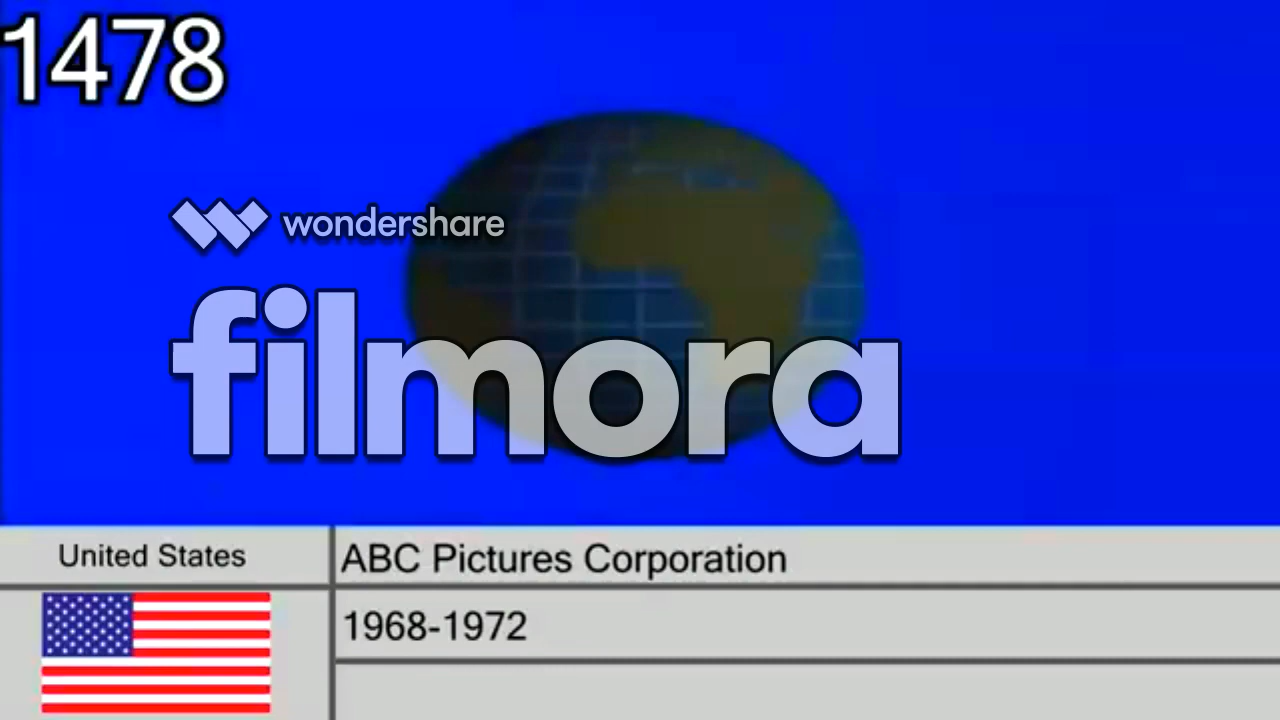 1478
wondershare
filmora
United States
ABC Pictures Corporation
1968-1972